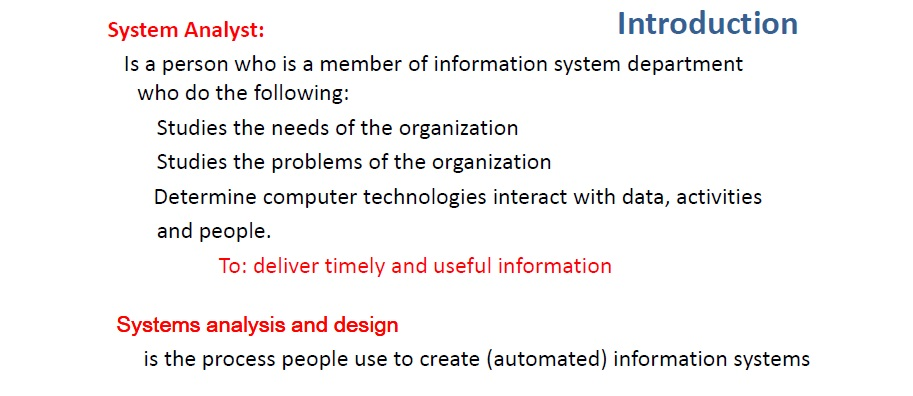 Introduction
System Analyst:
Is a person who is a member of information system department
who do the following:
Studies the needs of the organization
Studies the problems of the organization
Determine computer technologies interact with data, activities
and people.
To: deliver timely and useful information
Systems analysis and design
is the process people use to create (automated) information systems